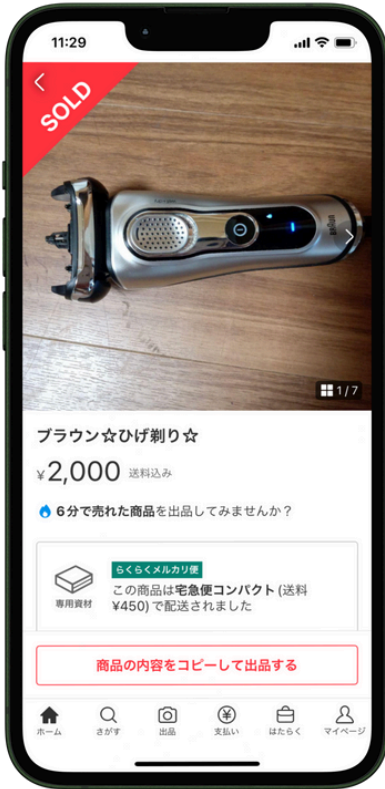 11:29
SOLD
BRAUN
1/7
ブラウン☆ひげ剃り☆
¥2,000 送料込み
6分で売れた商品を出品してみませんか？
らくらくメルカリ便
この商品は宅急便コンパクト (送料
¥450) で配送されました
専用資材
商品の内容をコピーして出品する
ホーム さがす 出品 支払い はたらく マイページ